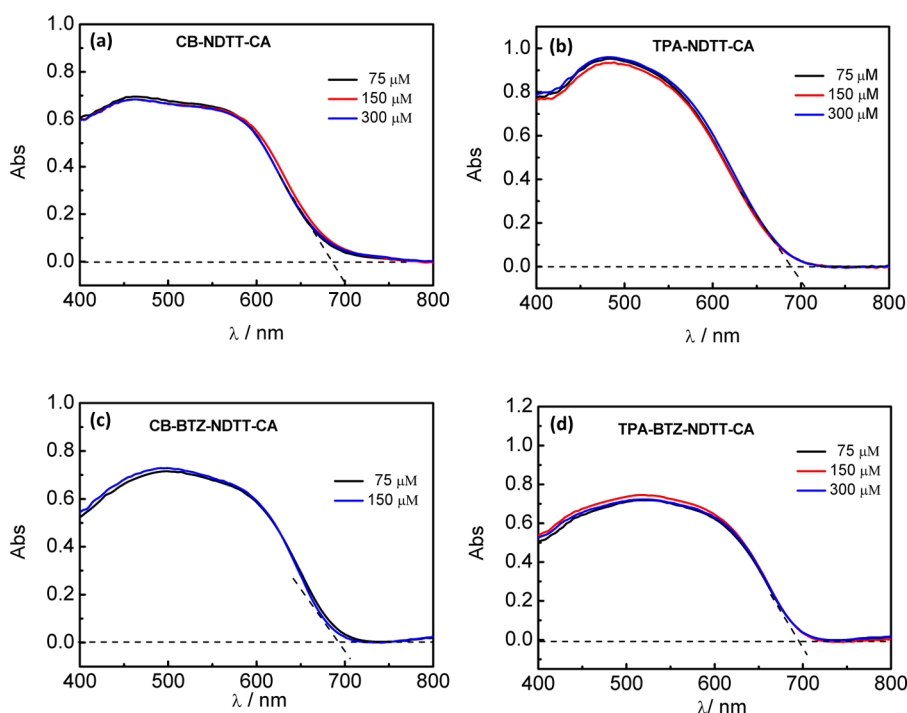 (a)
CB-NDTT-CA
75 μM
150 μM
300 μM
Abs
1.0
0.8
0.6
0.4
0.2
0.0
400 500 600 700 800
λ / nm
(b)
TPA-NDTT-CA
75 μM
150 μM
300 μM
Abs
1.0
0.8
0.6
0.4
0.2
0.0
400 500 600 700 800
λ / nm
(c)
CB-BTZ-NDTT-CA
75 μM
150 μM
Abs
1.0
0.8
0.6
0.4
0.2
0.0
400 500 600 700 800
λ / nm
(d)
TPA-BTZ-NDTT-CA
75 μM
150 μM
300 μM
Abs
1.2
1.0
0.8
0.6
0.4
0.2
0.0
400 500 600 700 800
λ/ nm